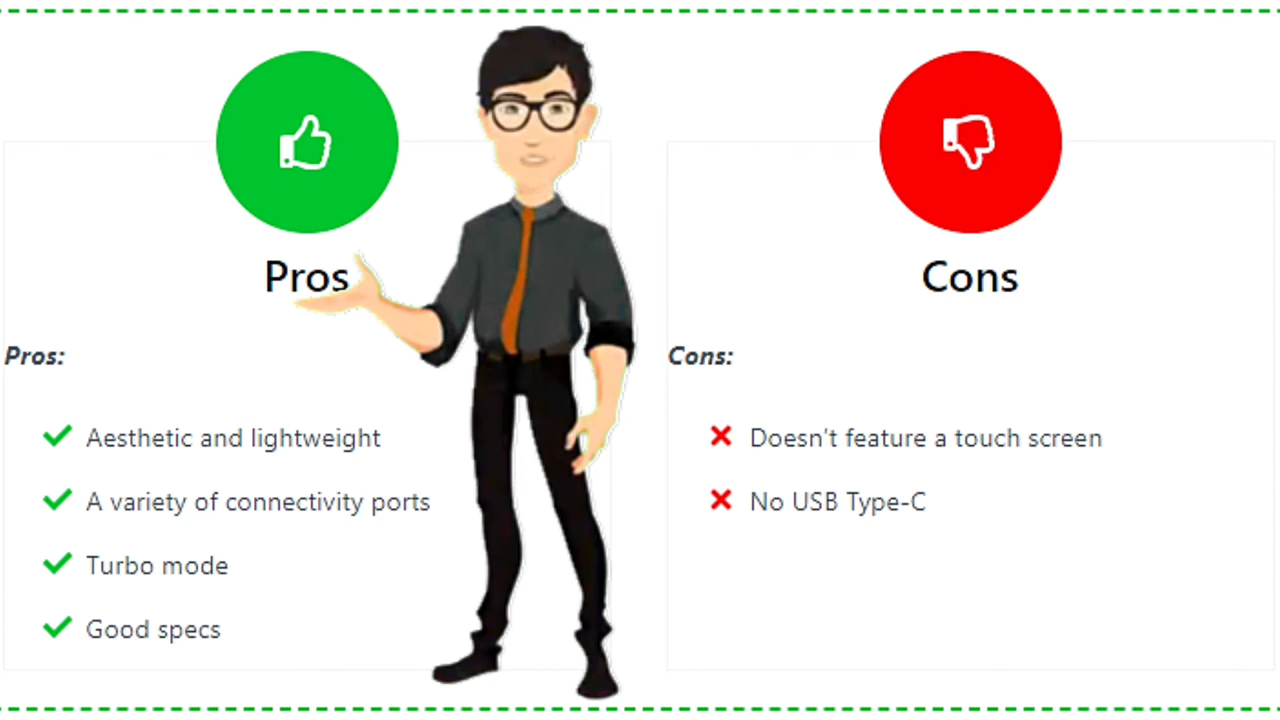 Pros
Pros:
Aesthetic and lightweight
A variety of connectivity ports
Turbo mode
Good specs
Cons
Cons:
Doesn't feature a touch screen
No USB Type-C